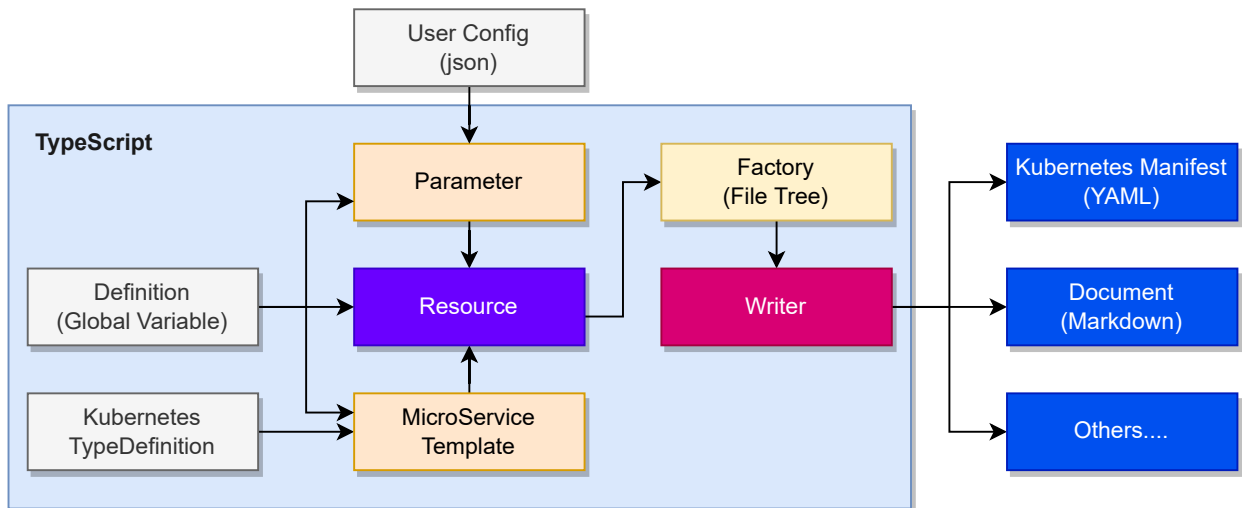 User Config
(json)
TypeScript
Parameter
Factory
(File Tree)
Kubernetes Manifest
(YAML)
Definition
(Global Variable)
Resource
Writer
Document
(Markdown)
Kubernetes
TypeDefinition
MicroService
Template
Others....